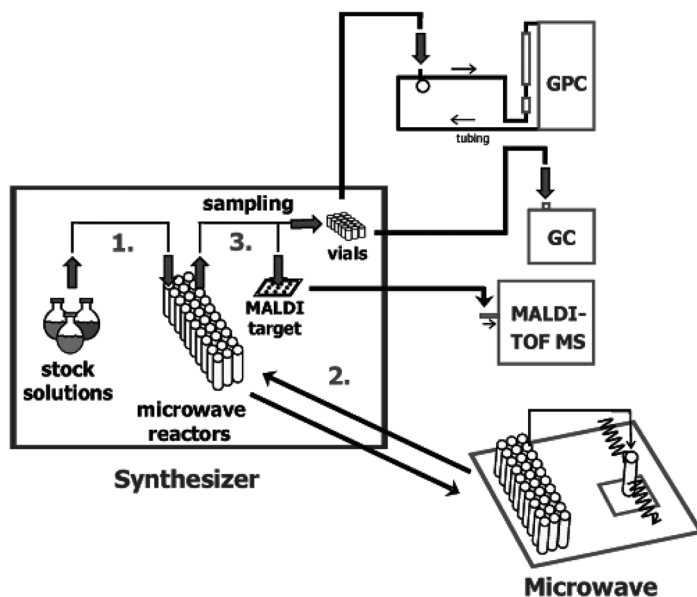 GPC
tubing
sampling
1.
3.
vials
GC
MALDI
target
MALDI-
TOF MS
stock
solutions
2.
microwave
reactors
Synthesizer
Microwave